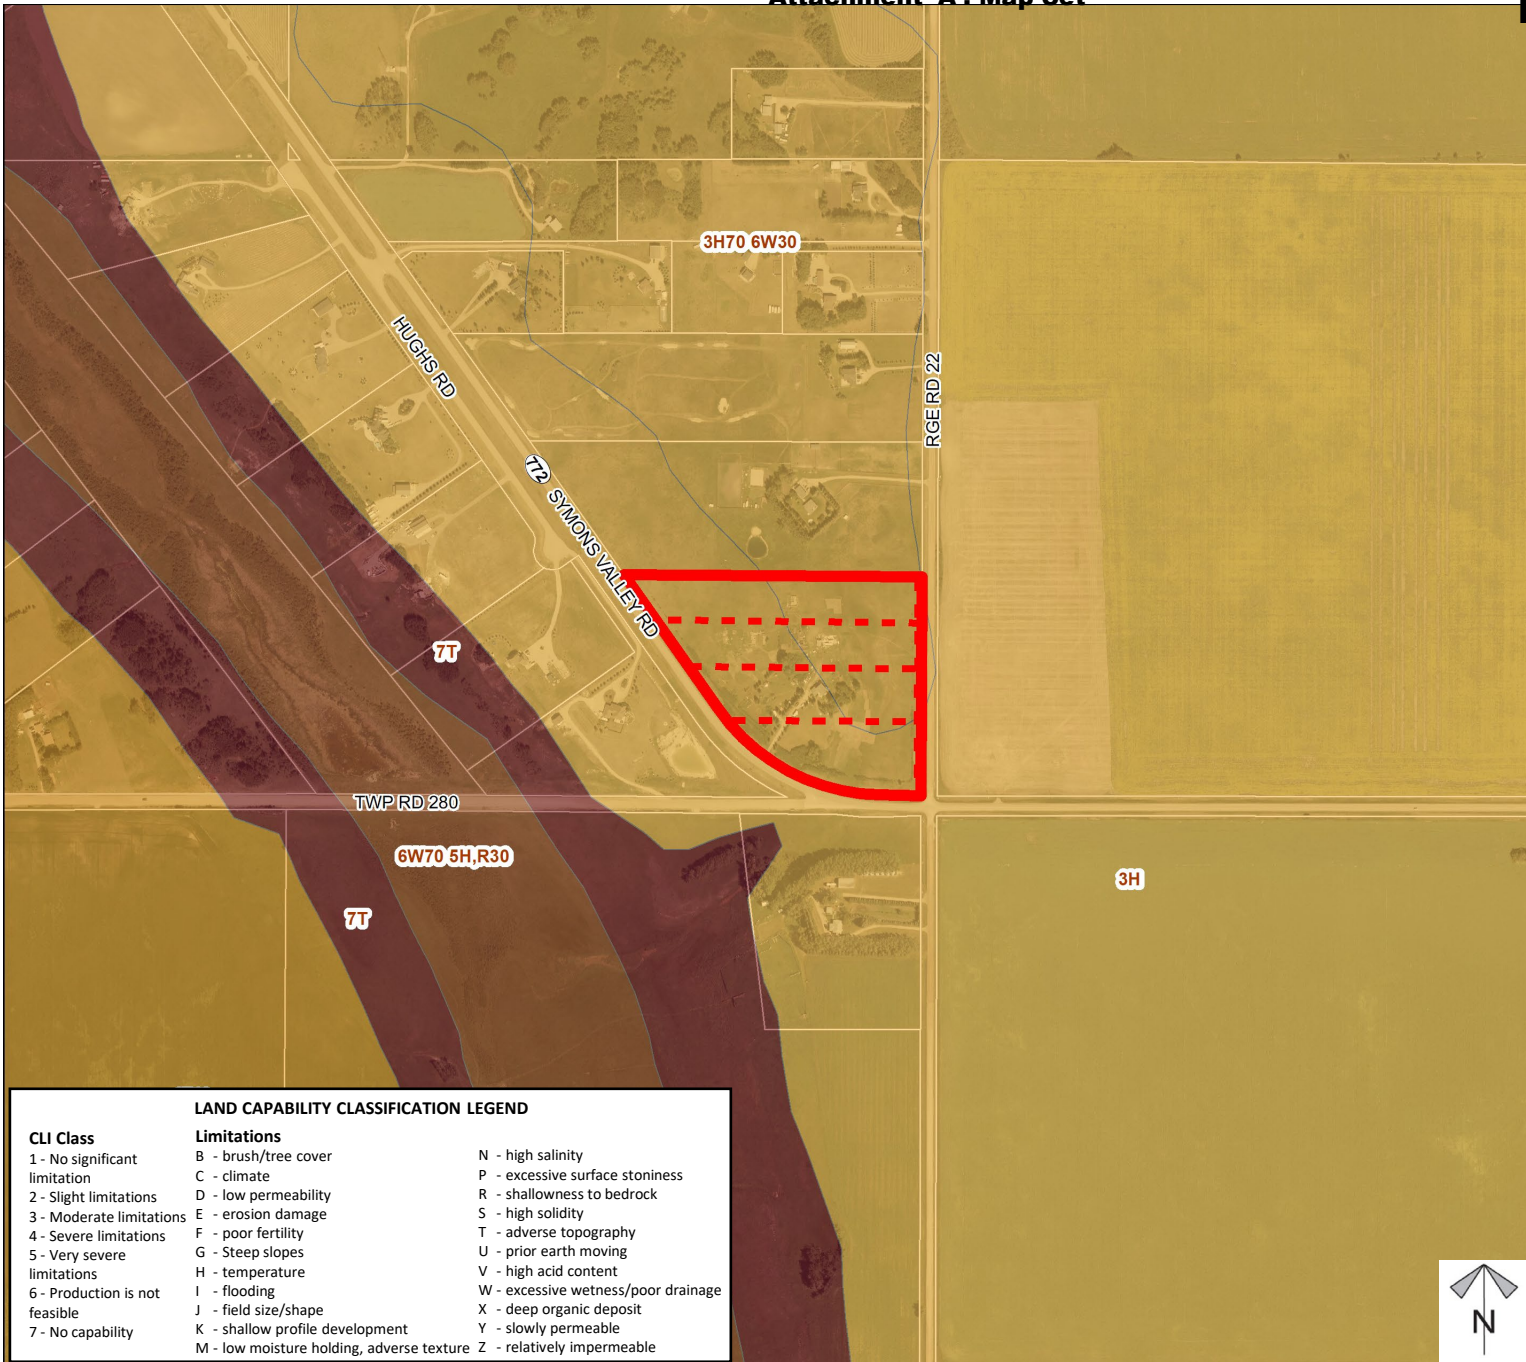 Attachment 'A': Map Set
3H70 6W30
HUGHS RD
RGE RD 22
772
SYMONS VALLEY RD
7T
TWP RD 280
6W70 5H,R30
3H
7T
LAND CAPABILITY CLASSIFICATION LEGEND
CLI Class
1 - No significant
limitation
2 - Slight limitations
3 - Moderate limitations
4 - Severe limitations
5 - Very severe
limitations
6 - Production is not
feasible
7 - No capability
Limitations
B - brush/tree cover
C - climate
D - low permeability
E - erosion damage
F - poor fertility
G - Steep slopes
H - temperature
I - flooding
J - field size/shape
K - shallow profile development
M - low moisture holding, adverse texture
N - high salinity
P - excessive surface stoniness
R - shallowness to bedrock
S - high solidity
T - adverse topography
U - prior earth moving
V - high acid content
W - excessive wetness/poor drainage
X - deep organic deposit
Y - slowly permeable
Z - relatively impermeable
N